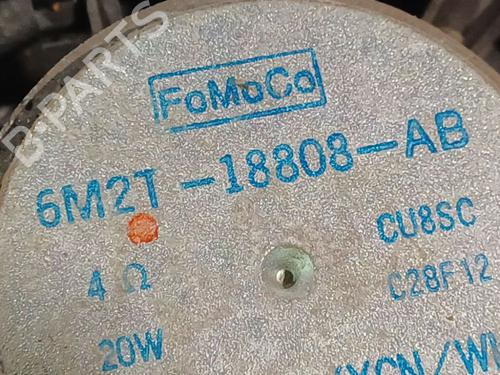 B-PARTS
FoMoCo
6M2T-18808-AB
CU8SC
4 Ω
C28F12
20W